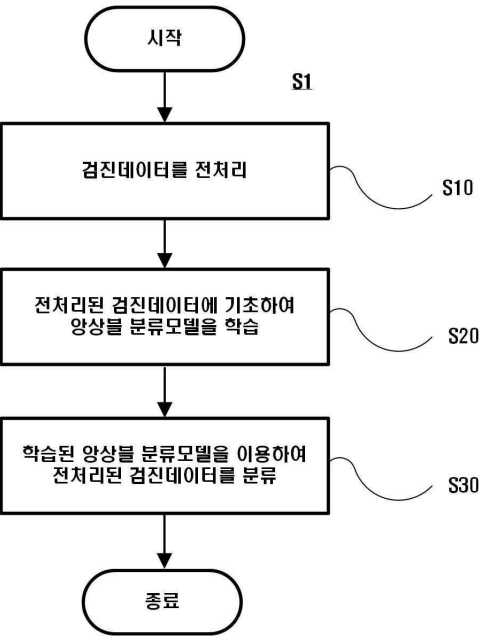 시작
S1
검진데이터를 전처리
S10
전처리된 검진데이터에 기초하여
앙상블 분류모델을 학습
S20
학습된 앙상블 분류모델을 이용하여
전처리된 검진데이터를 분류
S30
종료